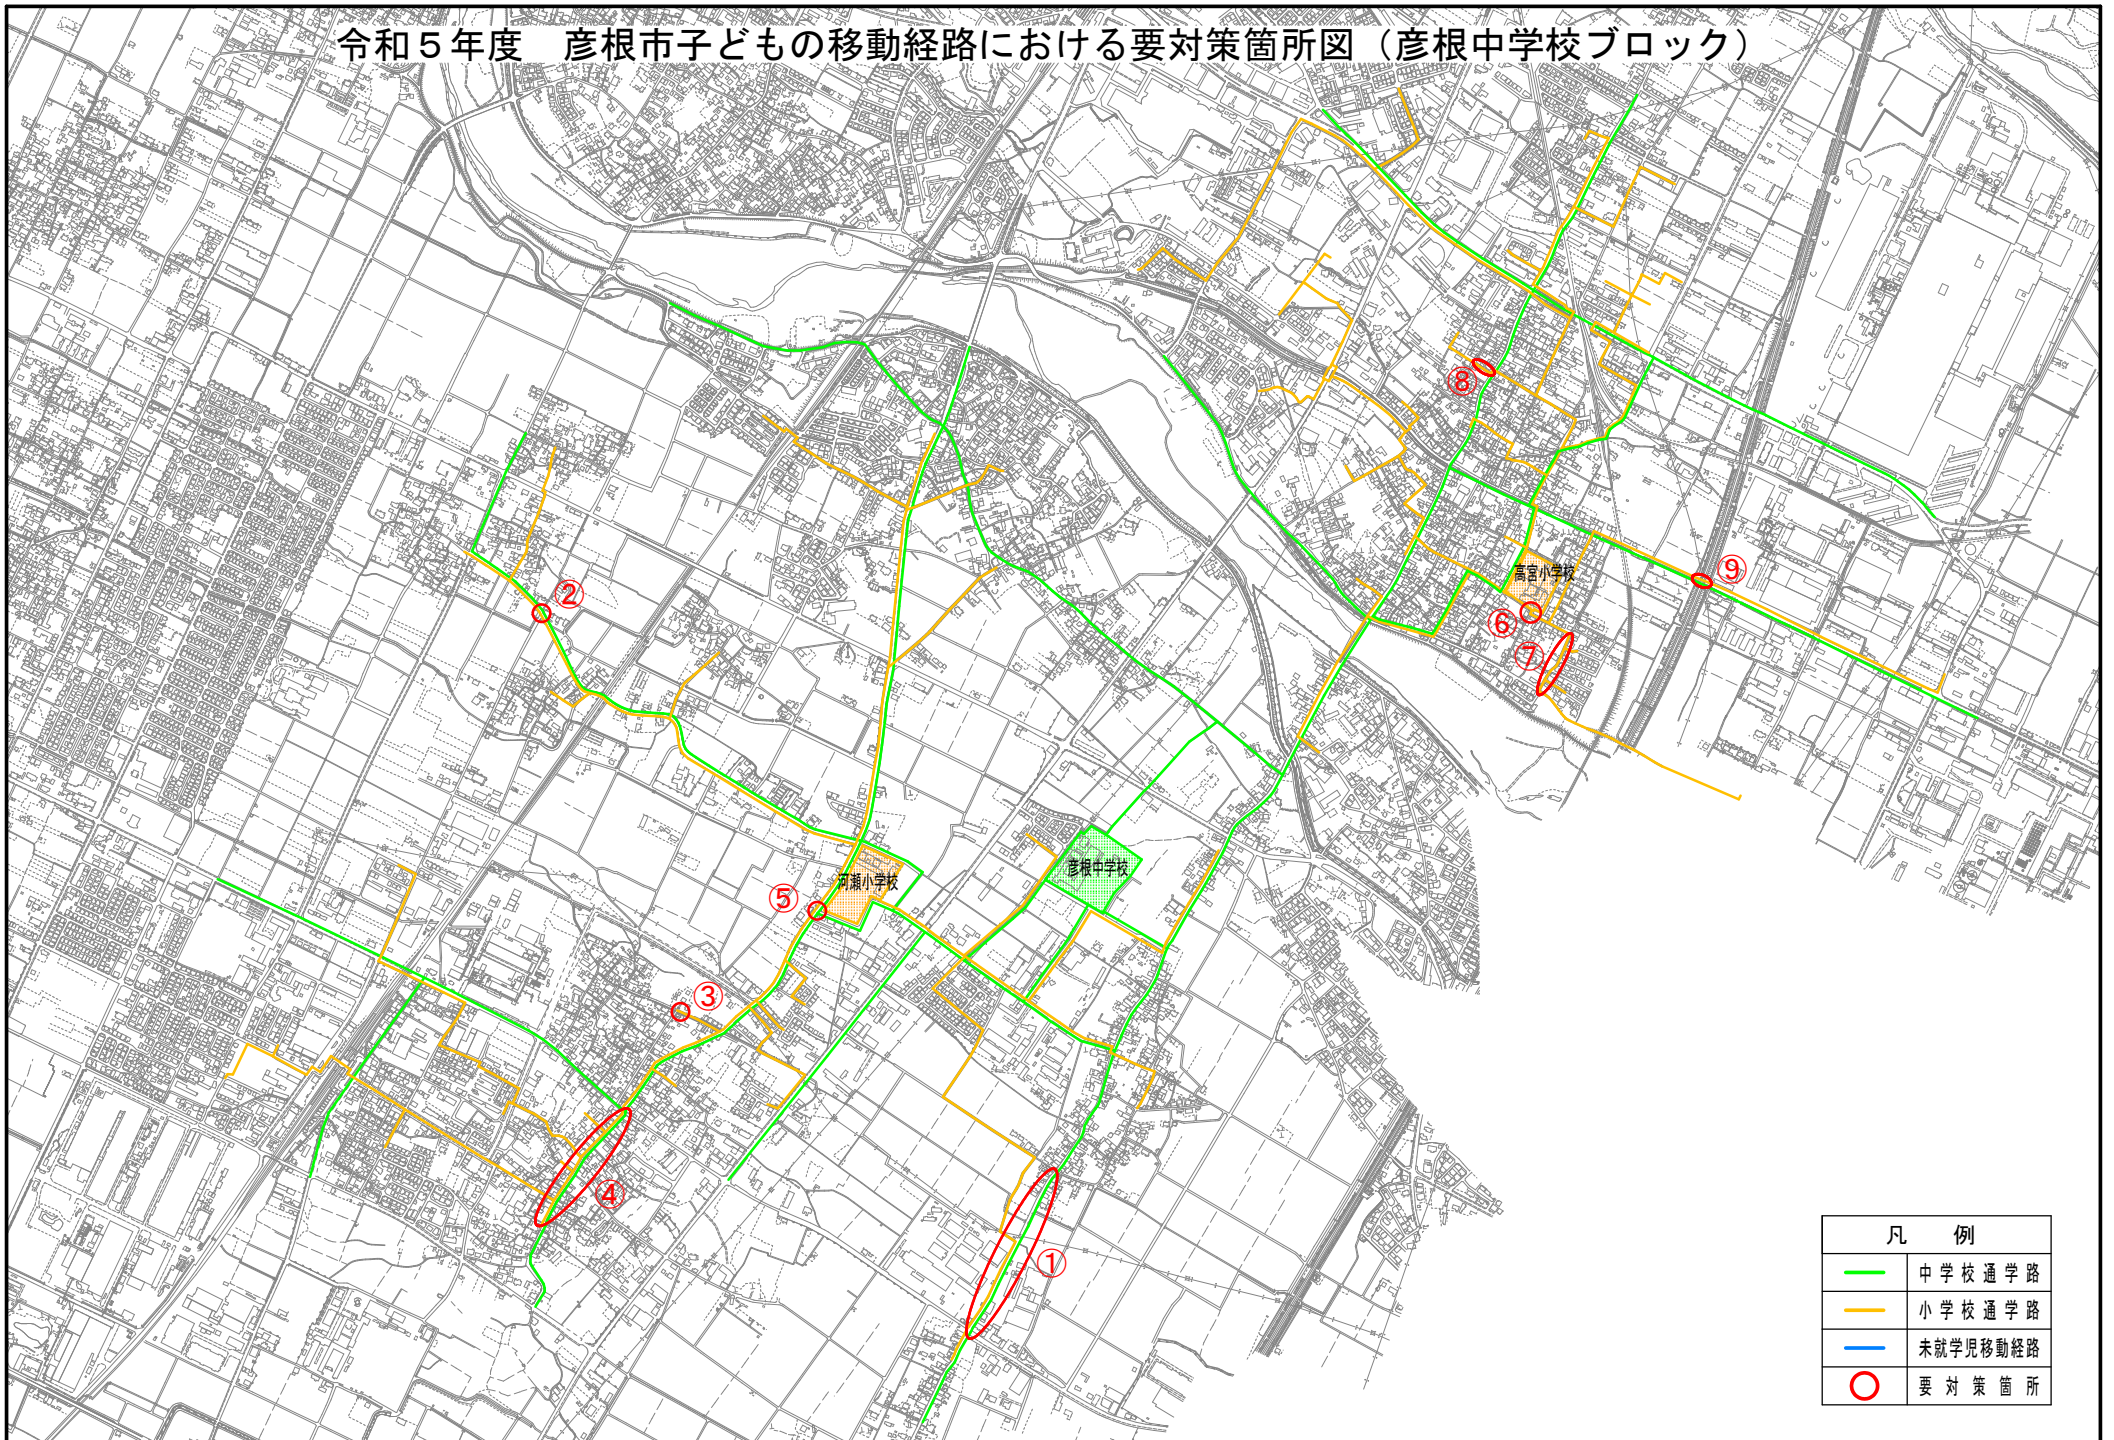 令和５年度　彦根市子どもの移動経路における要対策箇所図（彦根中学校ブロック）
⑧
②
高宮小学校
⑨
⑥
⑦
彦根中学校
河瀬小学校
⑤
③
④
①
凡　例
中学校通学路
小学校通学路
未就学児移動経路
要対策箇所